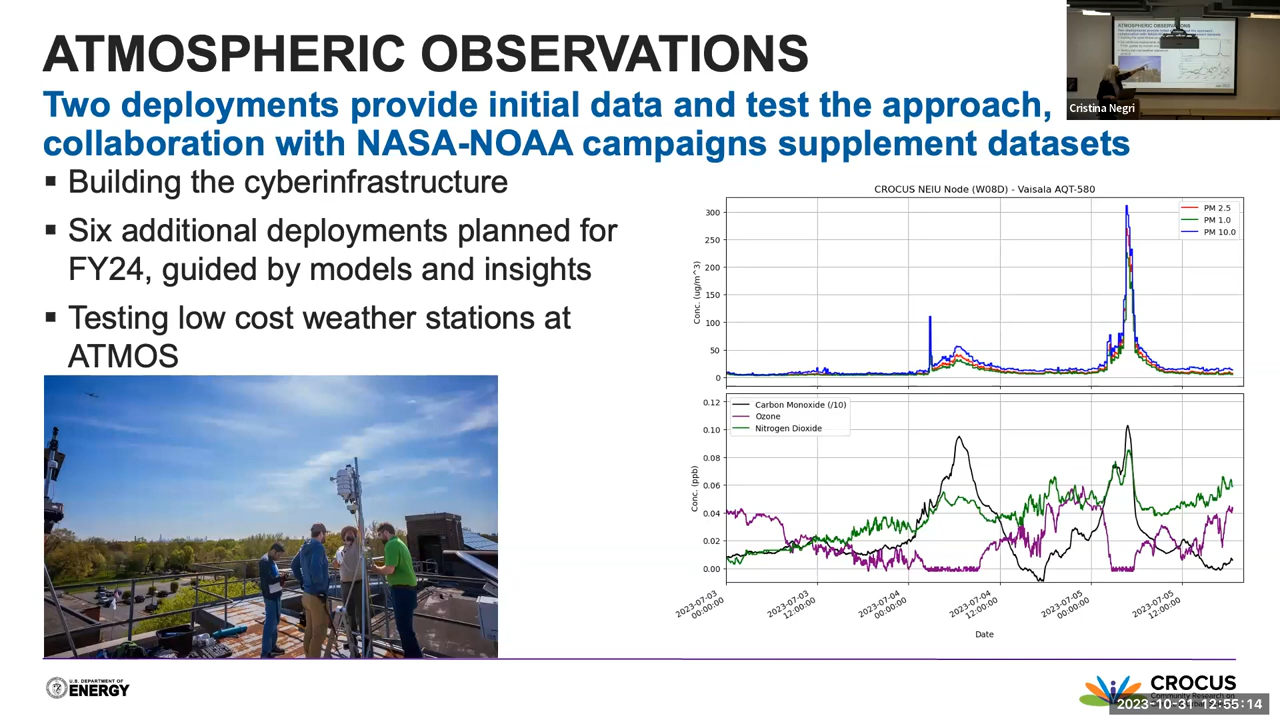 ATMOSPHERIC OBSERVATIONS
Two deployments provide initial data and test the approach,
collaboration with NASA-NOAA campaigns supplement datasets
Cristina Negri
▪ Building the cyberinfrastructure
▪ Six additional deployments planned for
FY24, guided by models and insights
▪ Testing low cost weather stations at
ATMOS
CROCUS NEIU Node (W08D) - Vaisala AQT-580
PM 2.5
PM 1.0
PM 10.0
300
250
200
150
100
50
0
Conc. (ug/m^3)
Carbon Monoxide (/10)
Ozone
Nitrogen Dioxide
0.12
0.10
0.08
0.06
0.04
0.02
0.00
Conc. (ppb)
2023-07-03
00:00:00
2023-07-03
12:00:00
2023-07-04
00:00:00
2023-07-04
12:00:00
2023-07-05
00:00:00
2023-07-05
12:00:00
Date
U.S. DEPARTMENT OF
ENERGY
CROCUS
Community Research on
2023-10-31 12:55:14